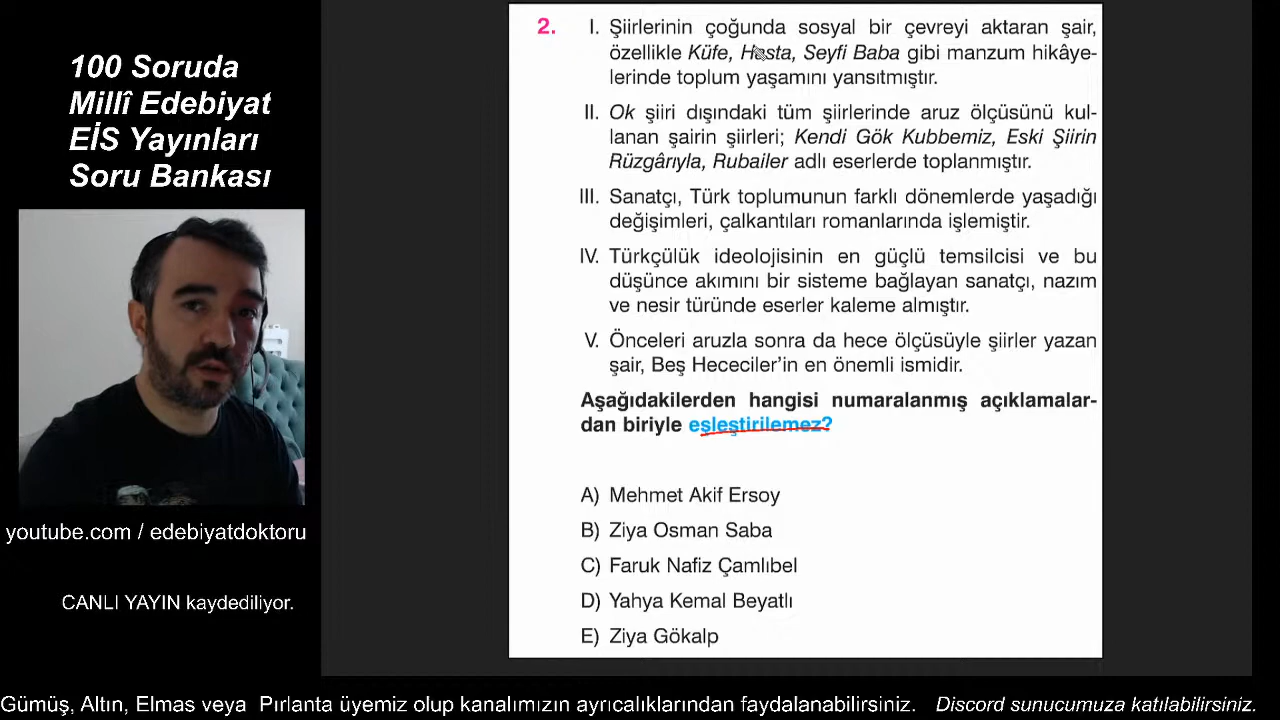 100 Soruda
Millî Edebiyat
EİS Yayınları
Soru Bankası
youtube.com / edebiyatdoktoru
CANLI YAYIN kaydediliyor.
2. I. Şiirlerinin çoğunda sosyal bir çevreyi aktaran şair,
özellikle Küfe, Hasta, Seyfi Baba gibi manzum hikâye-
lerinde toplum yaşamını yansıtmıştır.
II. Ok şiiri dışındaki tüm şiirlerinde aruz ölçüsünü kul-
lanan şairin şiirleri; Kendi Gök Kubbemiz, Eski Şiirin
Rüzgârıyla, Rubailer adlı eserlerde toplanmıştır.
III. Sanatçı, Türk toplumunun farklı dönemlerde yaşadığı
değişimleri, çalkantıları romanlarında işlemiştir.
IV. Türkçülük ideolojisinin en güçlü temsilcisi ve bu
düşünce akımını bir sisteme bağlayan sanatçı, nazım
ve nesir türünde eserler kaleme almıştır.
V. Önceleri aruzla sonra da hece ölçüsüyle şiirler yazan
şair, Beş Hececiler’in en önemli ismidir.
Aşağıdakilerden hangisi numaralanmış açıklamalar-
dan biriyle eşleştirilemez?
A) Mehmet Akif Ersoy
B) Ziya Osman Saba
C) Faruk Nafiz Çamlıbel
D) Yahya Kemal Beyatlı
E) Ziya Gökalp
Gümüş, Altın, Elmas veya Pırlanta üyemiz olup kanalımızın ayrıcalıklarından faydalanabilirsiniz. Discord sunucumuza katılabilirsiniz.